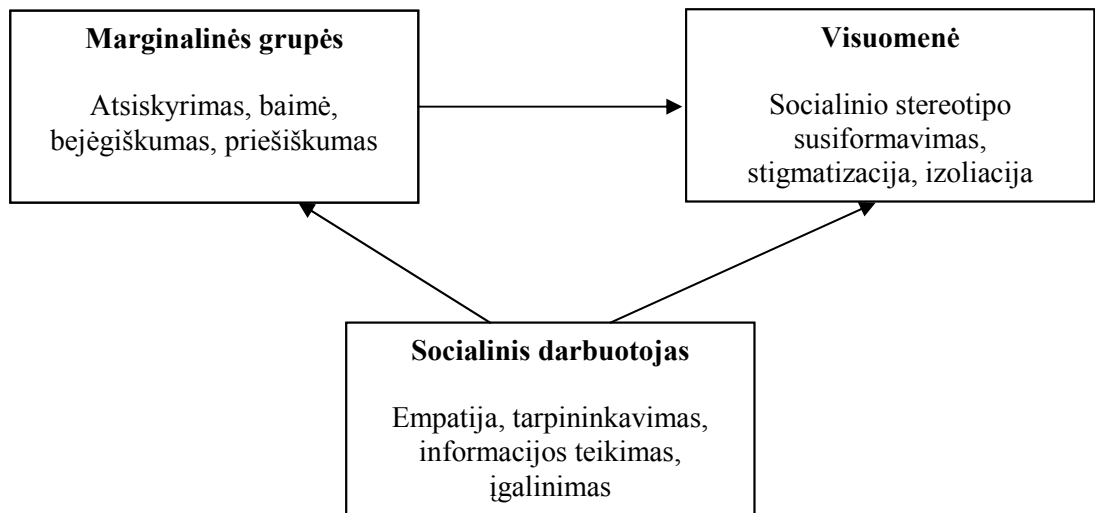 Marginalinės grupės
Atsiskyrimas, baimė,
bejėgiškumas, priešiškumas
Visuomenė
Socialinio stereotipo
susiformavimas,
stigmatizacija, izoliacija
Socialinis darbuotojas
Empatija, tarpininkavimas,
informacijos teikimas,
įgalinimas